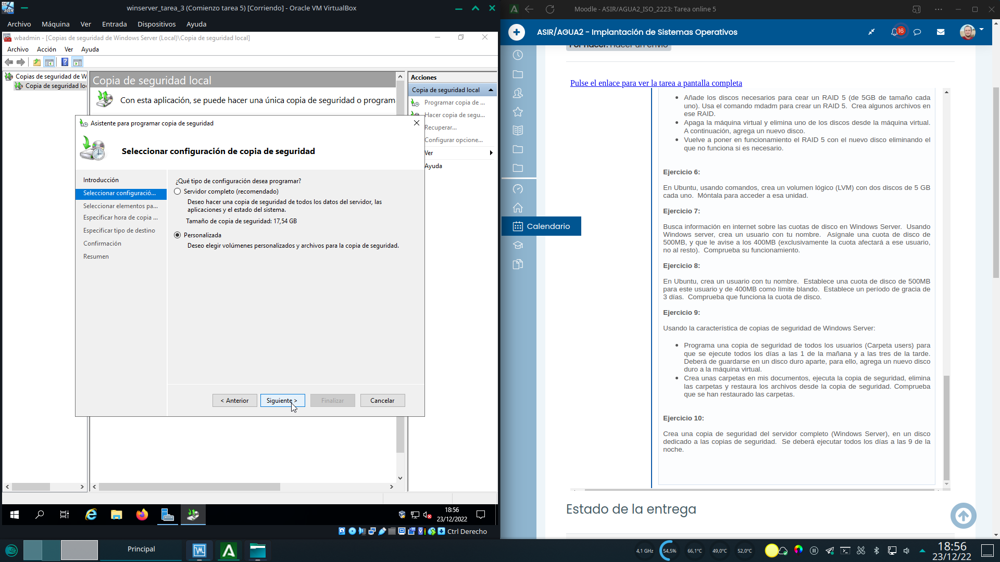 winserver_tarea_3 (Comienzo tarea 5) [Corriendo] - Oracle VM VirtualBox
Archivo Máquina Ver Entrada Dispositivos Ayuda
wbadmin - [Copias de seguridad de Windows Server (Local)\Copia de seguridad local]
Archivo Acción Ver Ayuda
Copias de seguridad de W
Copia de seguridad loc
Copia de seguridad local
Con esta aplicación, se puede hacer una única copia de seguridad o program
Acciones
Copia de seguridad local
Programar copia de ...
Hacer copia de segu...
Recuperar...
Configurar opcione...
Ver
Ayuda
Asistente para programar copia de seguridad
Seleccionar configuración de copia de seguridad
Introducción
Seleccionar configuració...
Seleccionar elementos pa...
Especificar hora de copia ...
Especificar tipo de destino
Confirmación
Resumen
¿Qué tipo de configuración desea programar?
Servidor completo (recomendado)
Deseo hacer una copia de seguridad de todos los datos del servidor, las
aplicaciones y el estado del sistema.
Tamaño de copia de seguridad: 17,54 GB
Personalizada
Deseo elegir volúmenes personalizados y archivos para la copia de seguridad.
< Anterior
Siguiente >
Finalizar
Cancelar
18:56
23/12/2022
Ctrl Derecho
Moodle - ASIR/AGUA2_ISO_2223: Tarea online 5
ASIR/AGUA2 - Implantación de Sistemas Operativos
16
Por hacer: Hacer un envío
Pulse el enlace para ver la tarea a pantalla completa
Calendario
• Añade los discos necesarios para cear un RAID 5 (de 5GB de tamaño cada
uno). Usa el comando mdadm para crear un RAID 5. Crea algunos archivos en
ese RAID.
• Apaga la máquina virtual y elimina uno de los discos desde la máquina virtual.
A continuación, agrega un nuevo disco.
• Vuelve a poner en funcionamiento el RAID 5 con el nuevo disco eliminando el
que no funciona si es necesario.
Ejercicio 6:
En Ubuntu, usando comandos, crea un volumen lógico (LVM) con dos discos de 5 GB
cada uno. Móntala para acceder a esa unidad.
Ejercicio 7:
Busca información en internet sobre las cuotas de disco en Windows Server. Usando
Windows server, crea un usuario con tu nombre. Asígnale una cuota de disco de
500MB, y que le avise a los 400MB (exclusivamente la cuota afectará a ese usuario,
no al resto). Comprueba su funcionamiento.
Ejercicio 8:
En Ubuntu, crea un usuario con tu nombre. Establece una cuota de disco de 500MB
para este usuario y de 400MB como límite blando. Establece un período de gracia de
3 días. Comprueba que funciona la cuota de disco.
Ejercicio 9:
Usando la característica de copias de seguridad de Windows Server:
• Programa una copia de seguridad de todos los usuarios (Carpeta users) para
que se ejecute todos los días a las 1 de la mañana y a las tres de la tarde.
Deberá de guardarse en un disco duro aparte, para ello, agrega un nuevo disco
duro a la máquina virtual.
• Crea unas carpetas en mis documentos, ejecuta la copia de seguridad, elimina
las carpetas y restaura los archivos desde la copia de seguridad. Comprueba
que se han restaurado las carpetas.
Ejercicio 10:
Crea una copia de seguridad del servidor completo (Windows Server), en un disco
dedicado a las copias de seguridad. Se deberá ejecutar todos los días a las 9 de la
noche.
Estado de la entrega
Principal
4,1 GHz
54,5%
66,1°C
49,0°C
52,0°C
18:56
23/12/22